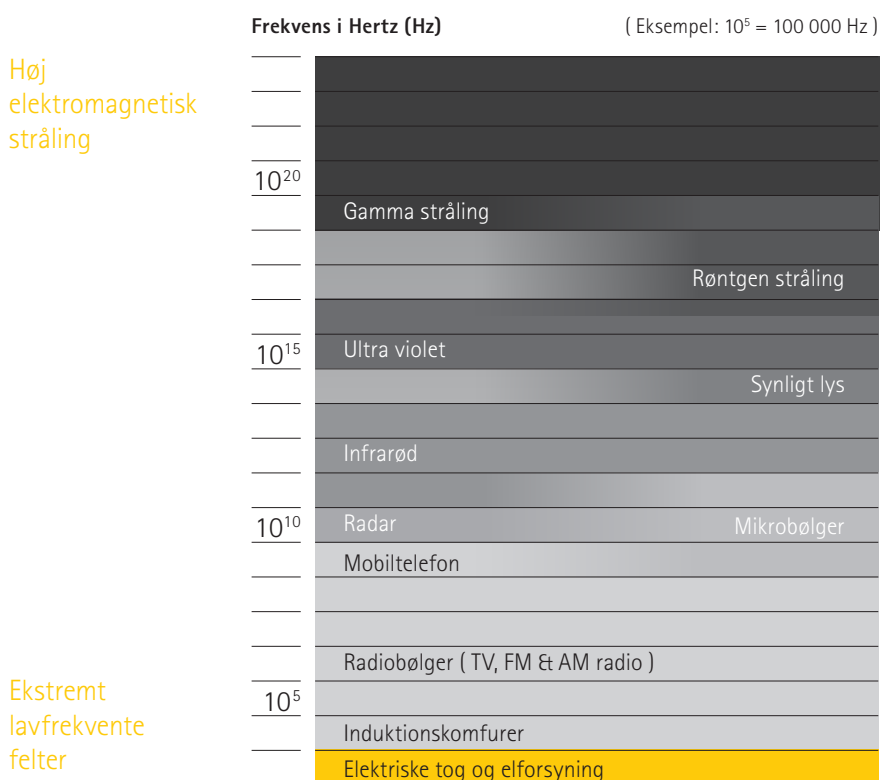 Frekvens i Hertz (Hz) ( Eksempel: 10⁵ = 100 000 Hz )
Høj
elektromagnetisk
stråling
10²⁰
Gamma stråling
Røntgen stråling
10¹⁵ Ultra violet
Synligt lys
Infrarød
10¹⁰ Radar Mikrobølger
Mobiltelefon
Radiobølger ( TV, FM & AM radio )
10⁵
Ekstremt
lavfrekvente
felter
Induktionskomfurer
Elektriske tog og elforsyning